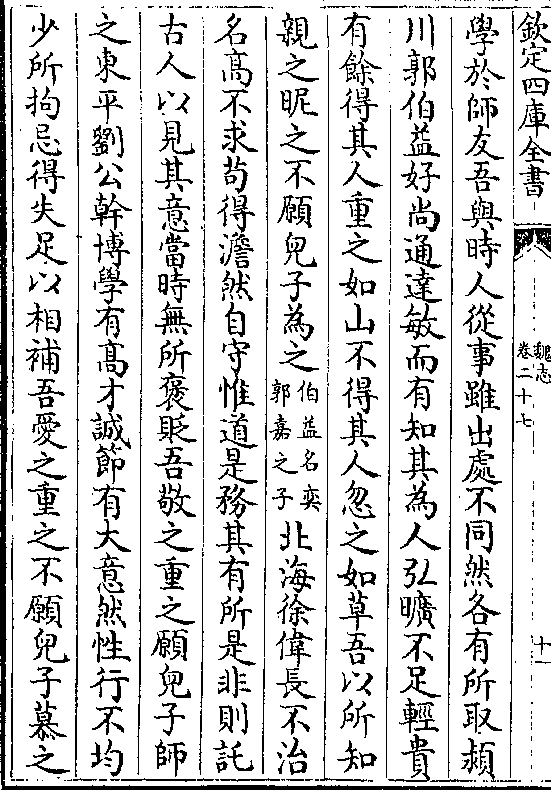 欽定四庫全書
魏志
卷二十七
十一
學於師友吾與時人從事雖出處不同然各有所取潁
川郭伯益好尚通達敏而有知其為人弘曠不足輕貴
有餘得其人重之如山不得其人忽之如草吾以所知
親之昵之不願兒子為之伯益名奕
郭嘉之子北海徐偉長不治
名髙不求苟得澹然自守惟道是務其有所是非則託
古人以見其意當時無所褒貶吾敬之重之願兒子師
之東平劉公幹博學有髙才誠節有大意然性行不均
少所拘忌得失足以相補吾愛之重之不願兒子慕之